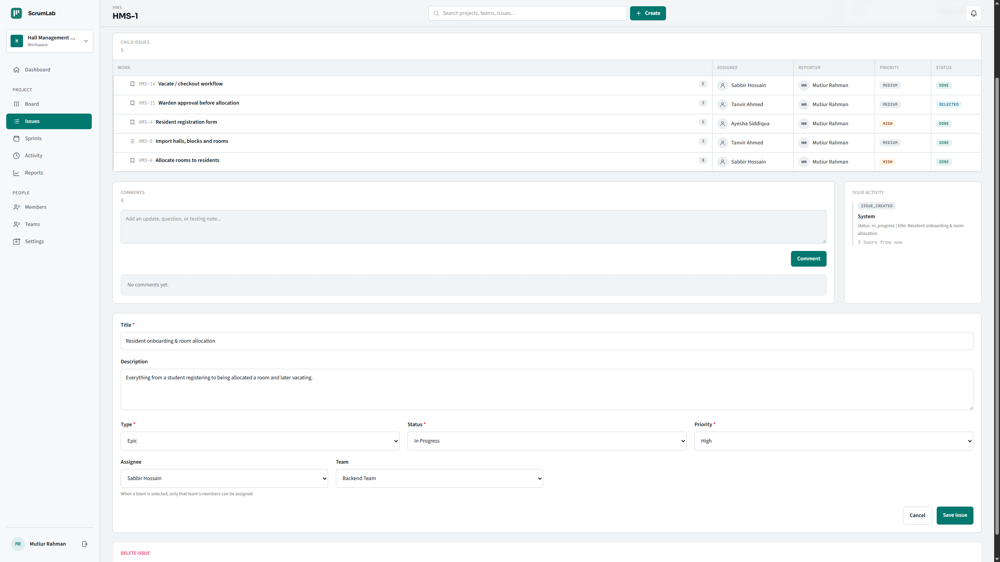 ScrumLab
H
Hall Management ...
Workspace
Dashboard
PROJECT
Board
Issues
Sprints
Activity
Reports
PEOPLE
Members
Teams
Settings
MR
Mutiur Rahman
HMS
HMS-1
Search projects, teams, issues...
Create
CHILD ISSUES
5
WORK ASSIGNEE REPORTER PRIORITY STATUS
HMS-14 Vacate / checkout workflow 5 Sabbir Hossain MR Mutiur Rahman MEDIUM DONE
HMS-21 Warden approval before allocation 3 Tanvir Ahmed MR Mutiur Rahman MEDIUM SELECTED
HMS-4 Resident registration form 5 Ayesha Siddiqua MR Mutiur Rahman HIGH DONE
HMS-5 Import halls, blocks and rooms 3 Tanvir Ahmed MR Mutiur Rahman MEDIUM DONE
HMS-6 Allocate rooms to residents 8 Sabbir Hossain MR Mutiur Rahman HIGH DONE
COMMENTS
0
Add an update, question, or testing note...
Comment
No comments yet.
ISSUE ACTIVITY
ISSUE_CREATED
System
status: in_progress | title: Resident onboarding & room
allocation
3 hours from now
Title *
Resident onboarding & room allocation
Description
Everything from a student registering to being allocated a room and later vacating.
Type * Status * Priority *
Epic In Progress High
Assignee Team
Sabbir Hossain Backend Team
When a team is selected, only that team's members can be assigned.
Cancel Save issue
DELETE ISSUE